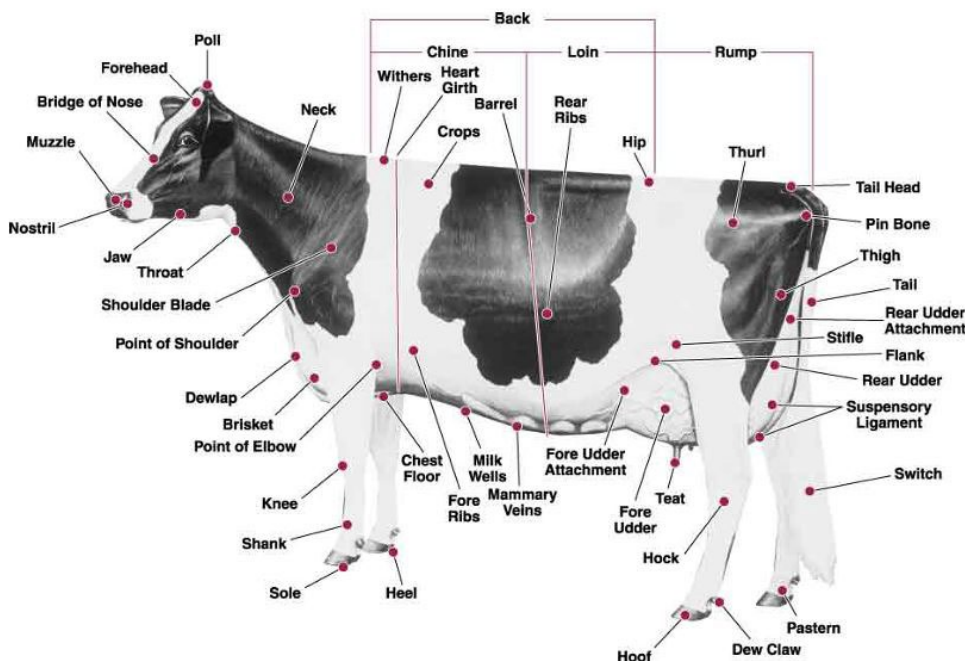 Back
Chine
Loin
Rump
Poll
Forehead
Bridge of Nose
Muzzle
Nostril
Jaw
Throat
Neck
Withers
Heart
Girth
Crops
Barrel
Rear
Ribs
Hip
Thurl
Tail Head
Pin Bone
Thigh
Tail
Rear Udder
Attachment
Stifle
Flank
Rear Udder
Suspensory
Ligament
Switch
Shoulder Blade
Point of Shoulder
Dewlap
Brisket
Point of Elbow
Knee
Shank
Sole
Heel
Chest
Floor
Fore
Ribs
Milk
Wells
Mammary
Veins
Fore Udder
Attachment
Fore
Udder
Teat
Hock
Hoof
Dew Claw
Pastern